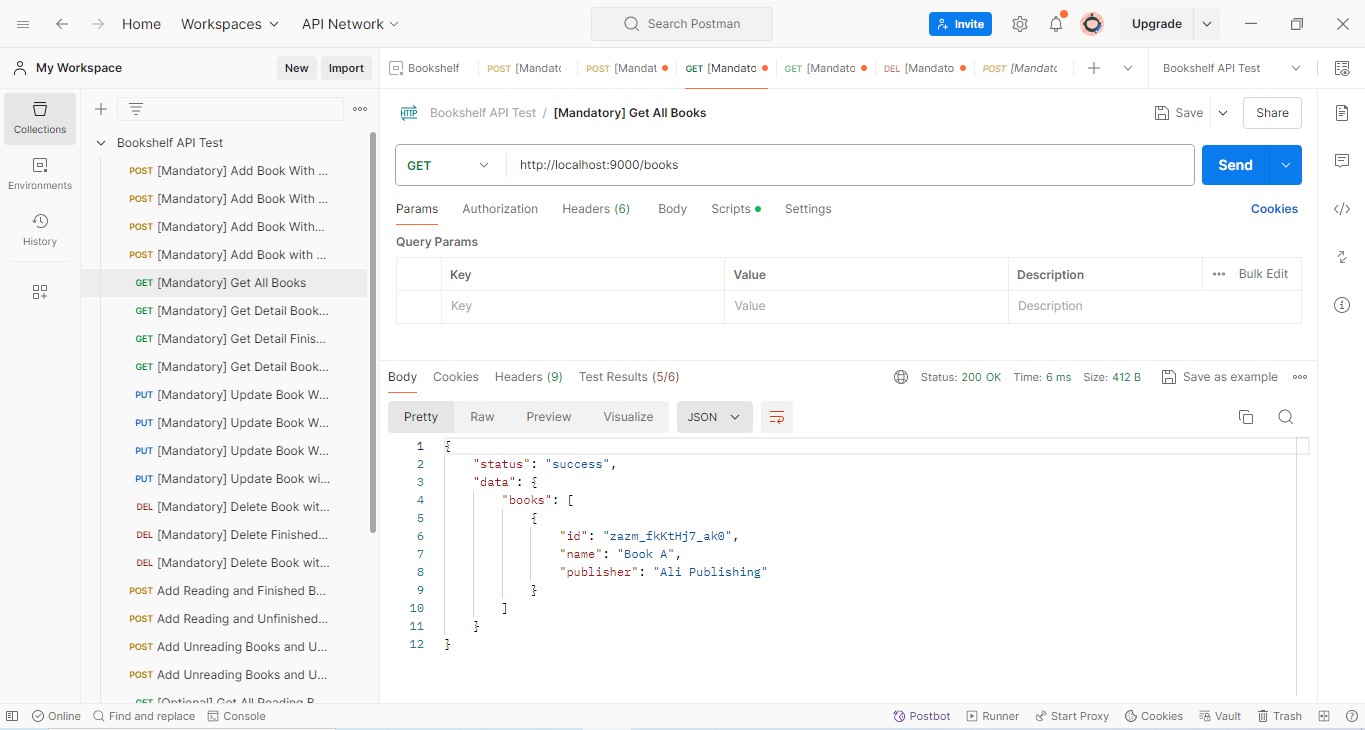 Home Workspaces API Network Search Postman Invite Upgrade
My Workspace New Import
Bookshelf POST [Mandatc POST [Mandat GET [Mandato GET [Mandato DEL [Mandato POST [Mandatc Bookshelf API Test
Collections
Environments
History
Bookshelf API Test
POST [Mandatory] Add Book With ...
POST [Mandatory] Add Book With ...
POST [Mandatory] Add Book With...
POST [Mandatory] Add Book with ...
GET [Mandatory] Get All Books
GET [Mandatory] Get Detail Book...
GET [Mandatory] Get Detail Finis...
GET [Mandatory] Get Detail Book...
PUT [Mandatory] Update Book W...
PUT [Mandatory] Update Book W...
PUT [Mandatory] Update Book W...
PUT [Mandatory] Update Book wi...
DEL [Mandatory] Delete Book wit...
DEL [Mandatory] Delete Finished...
DEL [Mandatory] Delete Book wit...
POST Add Reading and Finished B...
POST Add Reading and Unfinished...
POST Add Unreading Books and U...
POST Add Unreading Books and U...
GET [Optional] Get All Reading B...
HTTP Bookshelf API Test / [Mandatory] Get All Books Save Share
GET http://localhost:9000/books Send
Params Authorization Headers (6) Body Scripts Settings Cookies
Query Params
Key Value Description Bulk Edit
Key Value Description
Body Cookies Headers (9) Test Results (5/6) Status: 200 OK Time: 6 ms Size: 412 B Save as example
Pretty Raw Preview Visualize JSON
1 {
2 "status": "success",
3 "data": {
4 "books": [
5 {
6 "id": "zazm_fkKtHj7_ak0",
7 "name": "Book A",
8 "publisher": "Ali Publishing"
9 }
10 ]
11 }
12 }
Online Find and replace Console Postbot Runner Start Proxy Cookies Vault Trash